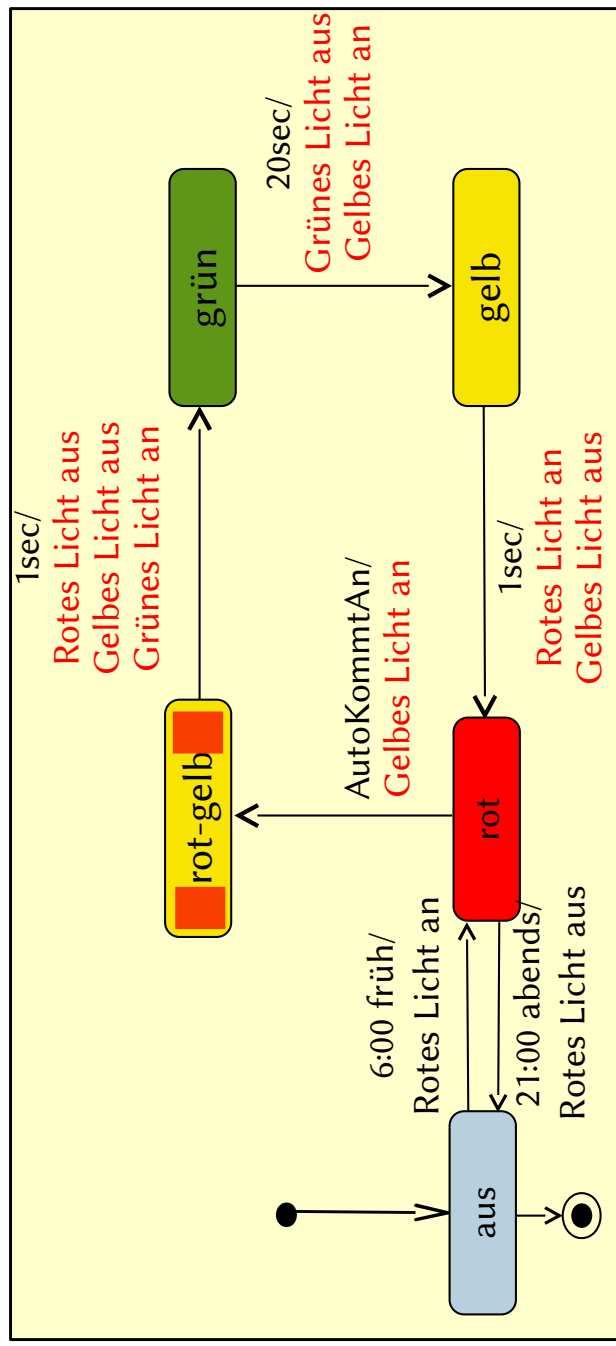 1sec/
Rotes Licht aus
Gelbes Licht aus
Grünes Licht an
rot-gelb
grün
20sec/
Grünes Licht aus
Gelbes Licht an
AutoKommtAn/
Gelbes Licht an
6:00 früh/
Rotes Licht an
aus
rot
gelb
21:00 abends/
Rotes Licht aus
1sec/
Rotes Licht an
Gelbes Licht aus